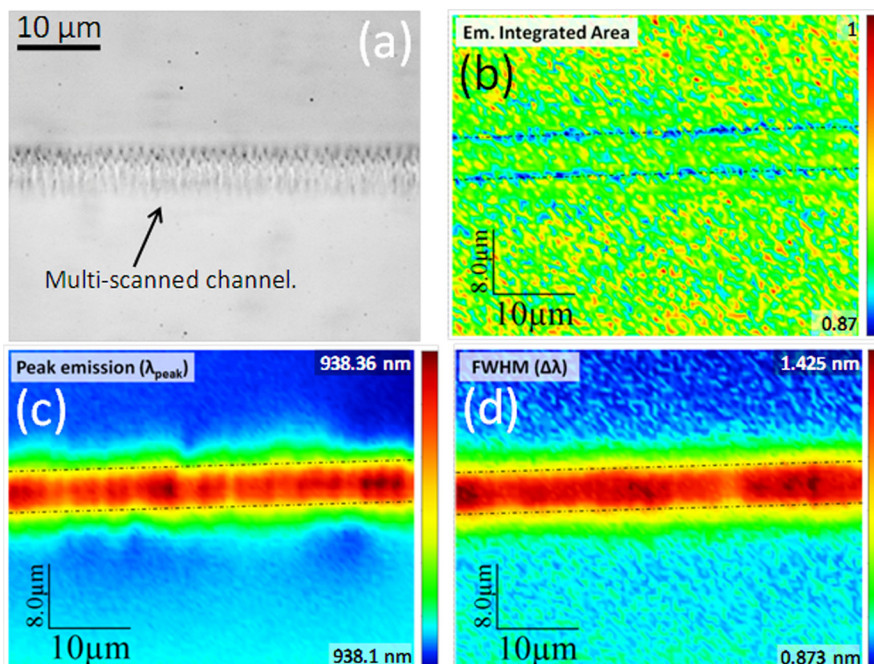 10 µm
(a)
Multi-scanned channel.
Em. Integrated Area
1
(b)
8.0µm
10µm
0.87
Peak emission (λpeak)
938.36 nm
(c)
8.0µm
10µm
938.1 nm
FWHM (Δλ)
1.425 nm
(d)
8.0µm
10µm
0.873 nm